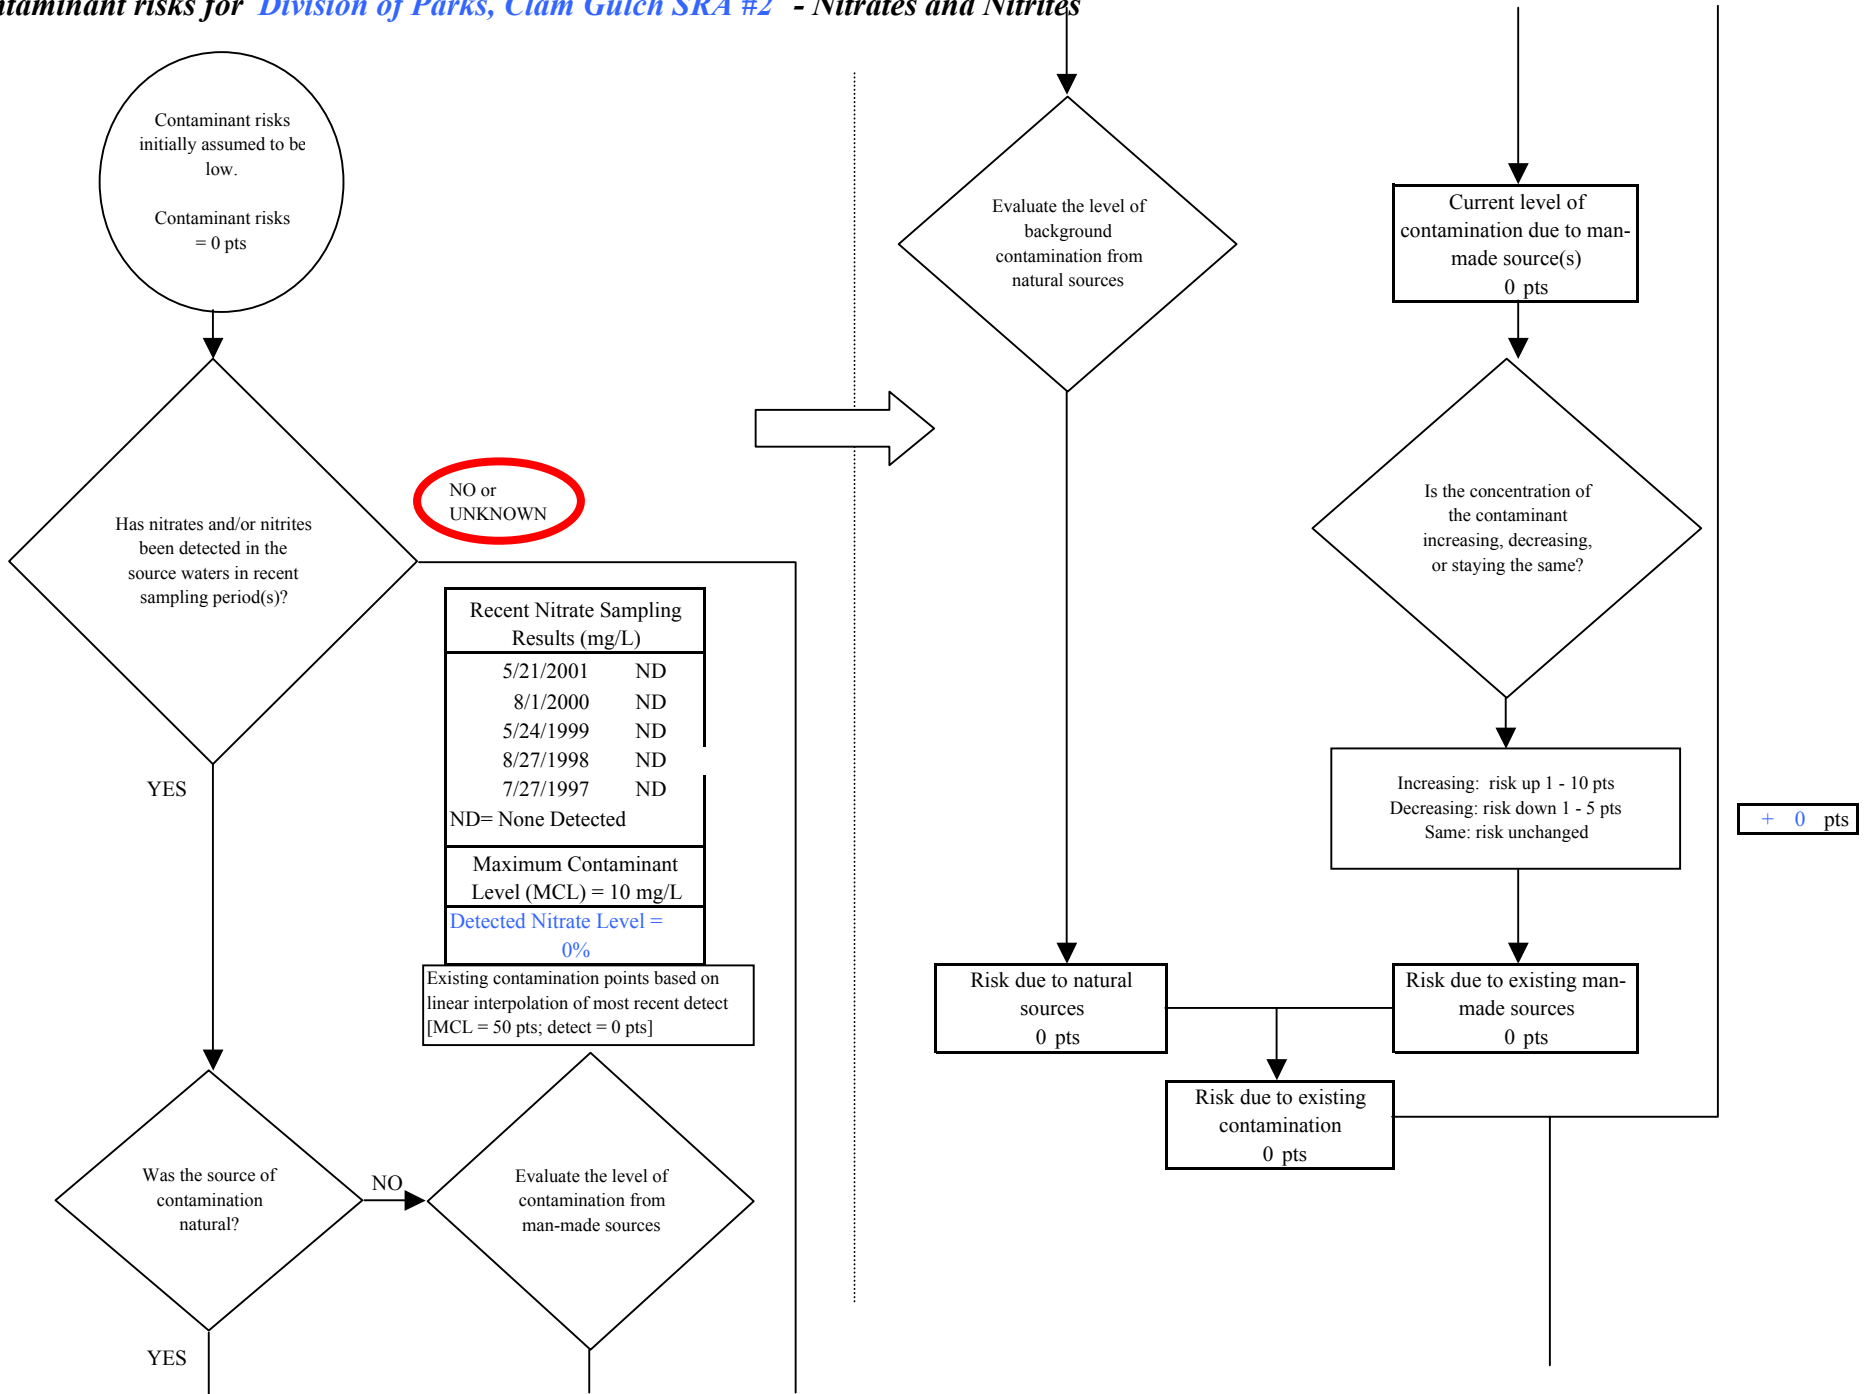 ntaminant risks for Division of Parks, Clam Gulch SRA #2 - Nitrates and Nitrites
Contaminant risks
initially assumed to be
low.
Contaminant risks
= 0 pts
Has nitrates and/or nitrites
been detected in the
source waters in recent
sampling period(s)?
NO or
UNKNOWN
YES
Recent Nitrate Sampling
Results (mg/L)
5/21/2001 ND
8/1/2000 ND
5/24/1999 ND
8/27/1998 ND
7/27/1997 ND
ND= None Detected
Maximum Contaminant
Level (MCL) = 10 mg/L
Detected Nitrate Level =
0%
Existing contamination points based on
linear interpolation of most recent detect
[MCL = 50 pts; detect = 0 pts]
Was the source of
contamination
natural?
NO
YES
Evaluate the level of
contamination from
man-made sources
Evaluate the level of
background
contamination from
natural sources
Current level of
contamination due to man-
made source(s)
0 pts
Is the concentration of
the contaminant
increasing, decreasing,
or staying the same?
Increasing: risk up 1 - 10 pts
Decreasing: risk down 1 - 5 pts
Same: risk unchanged
+ 0 pts
Risk due to natural
sources
0 pts
Risk due to existing man-
made sources
0 pts
Risk due to existing
contamination
0 pts